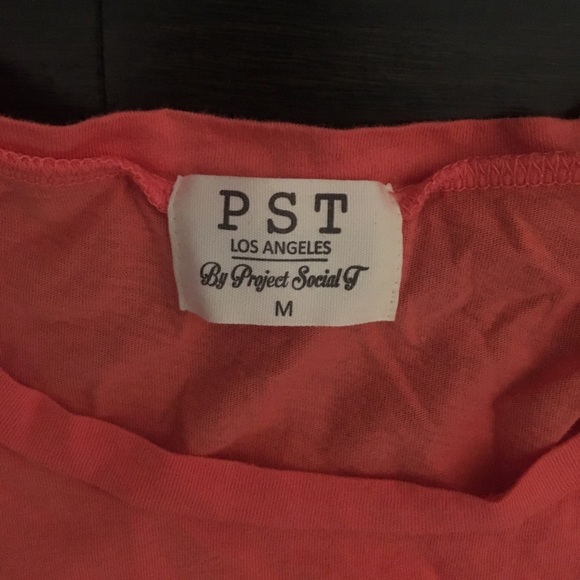 PST
LOS ANGELES
By Project Social T
M